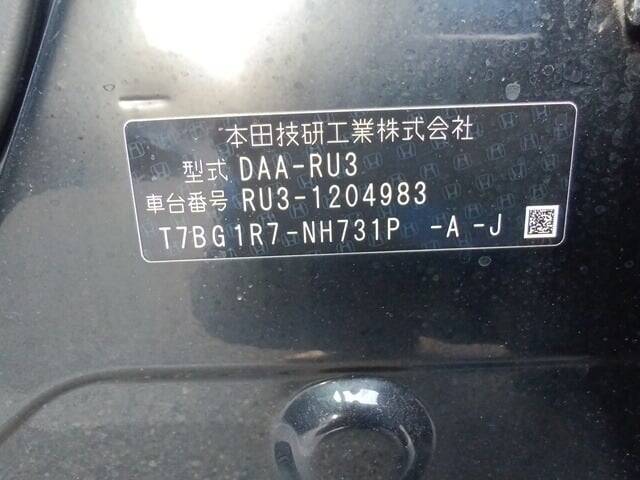 本田技研工業株式会社
型式 DAA-RU3
車台番号 RU3-1204983
T7BG1R7-NH731P -A -J